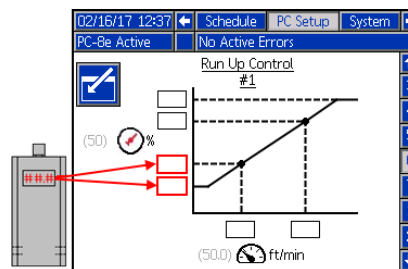 02/16/17 12:37 Schedule PC Setup System
PC-8e Active No Active Errors
Run Up Control
#1
(50) %
##.#
(50.0) ft/min